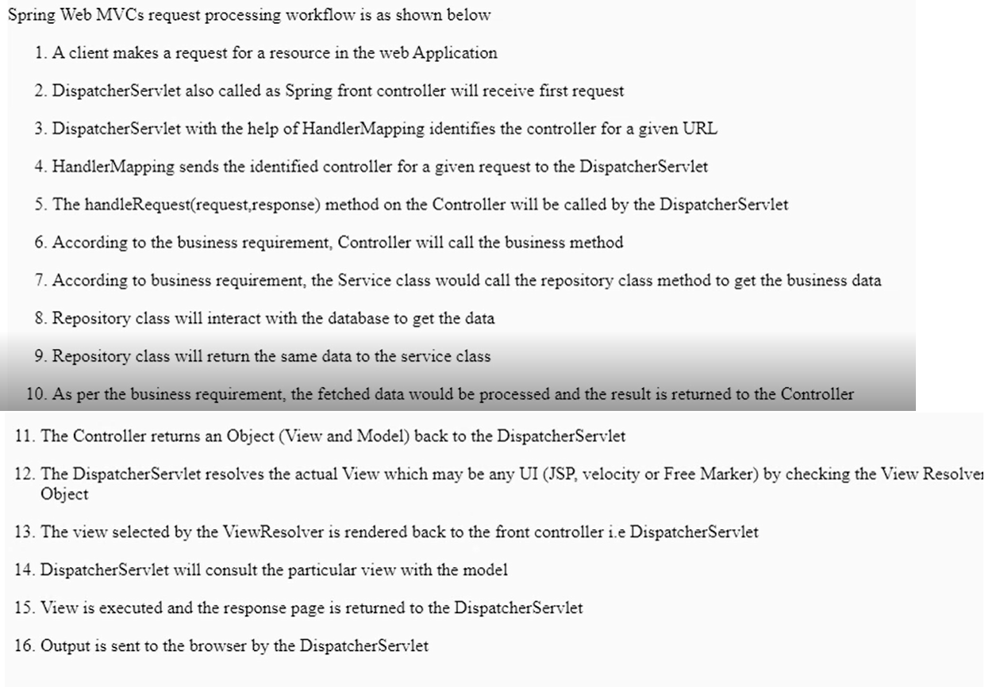 Spring Web MVCs request processing workflow is as shown below
1. A client makes a request for a resource in the web Application
2. DispatcherServlet also called as Spring front controller will receive first request
3. DispatcherServlet with the help of HandlerMapping identifies the controller for a given URL
4. HandlerMapping sends the identified controller for a given request to the DispatcherServlet
5. The handleRequest(request,response) method on the Controller will be called by the DispatcherServlet
6. According to the business requirement, Controller will call the business method
7. According to business requirement, the Service class would call the repository class method to get the business data
8. Repository class will interact with the database to get the data
9. Repository class will return the same data to the service class
10. As per the business requirement, the fetched data would be processed and the result is returned to the Controller
11. The Controller returns an Object (View and Model) back to the DispatcherServlet
12. The DispatcherServlet resolves the actual View which may be any UI (JSP, velocity or Free Marker) by checking the View Resolver
Object
13. The view selected by the ViewResolver is rendered back to the front controller i.e DispatcherServlet
14. DispatcherServlet will consult the particular view with the model
15. View is executed and the response page is returned to the DispatcherServlet
16. Output is sent to the browser by the DispatcherServlet